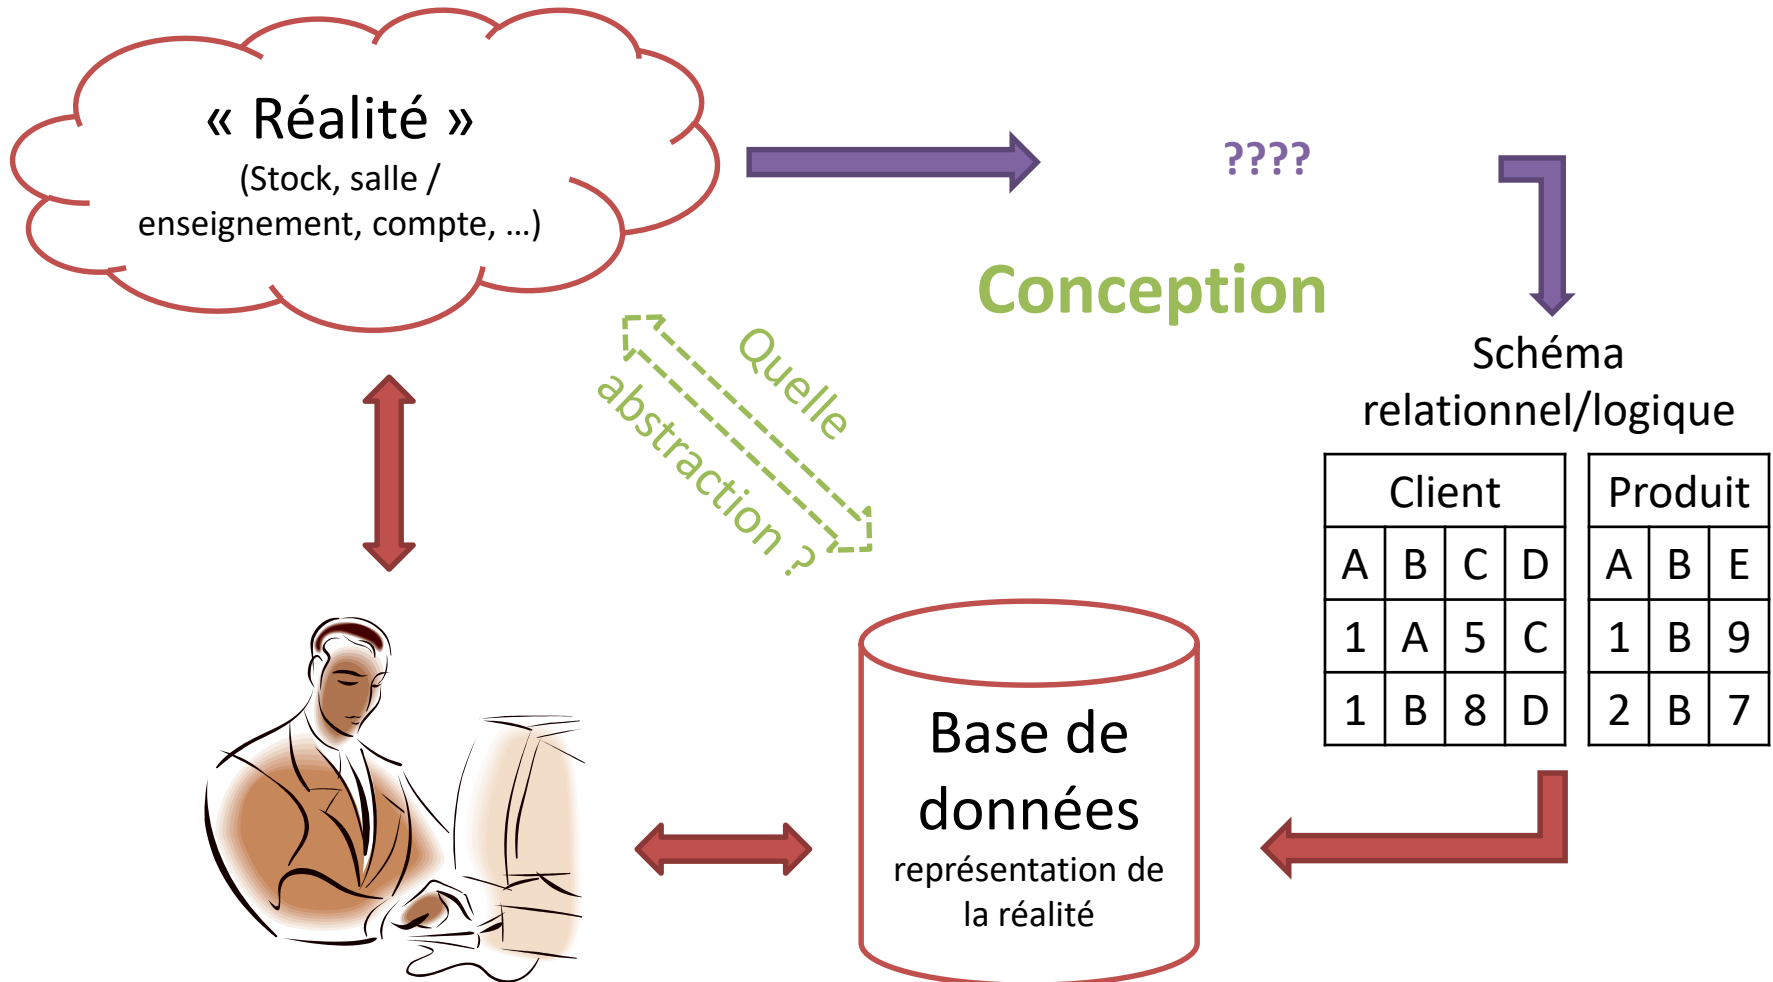 « Réalité »
(Stock, salle /
enseignement, compte, …)
????
Conception
Quelle
abstraction ?
Schéma
relationnel/logique
Client
A B C D
1 A 5 C
1 B 8 D
Produit
A B E
1 B 9
2 B 7
Base de
données
représentation de
la réalité